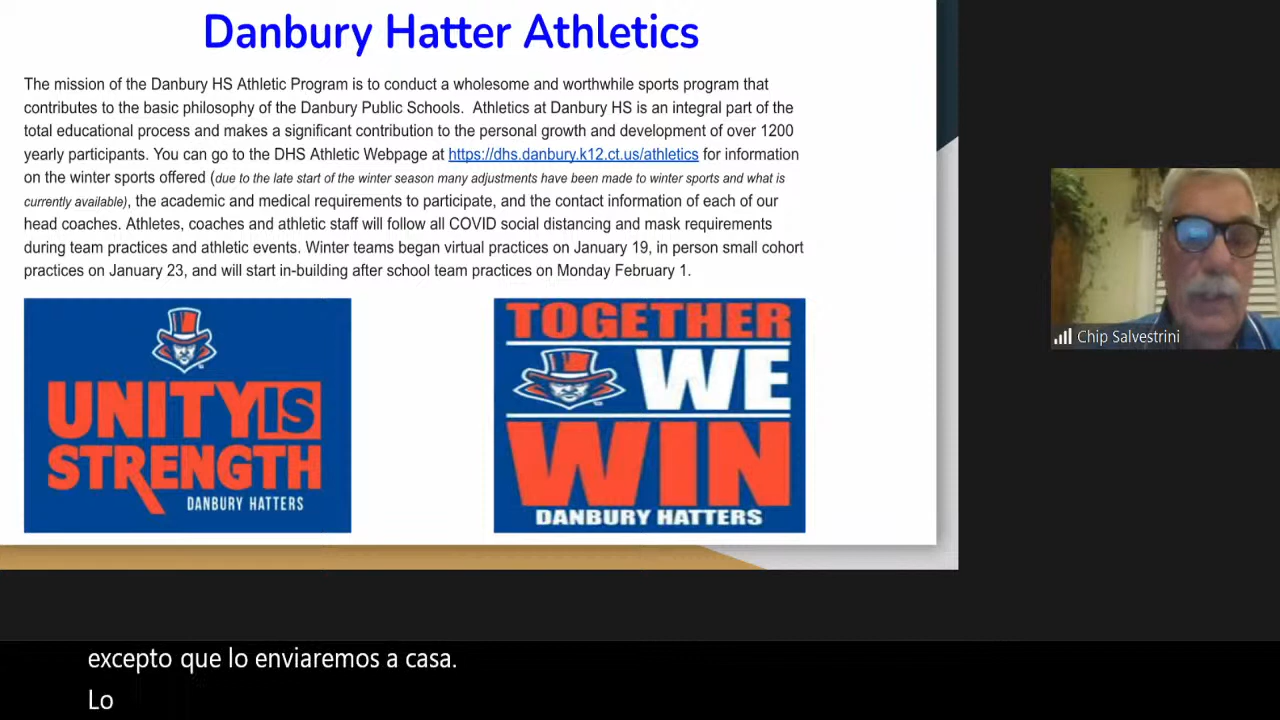 Danbury Hatter Athletics
The mission of the Danbury HS Athletic Program is to conduct a wholesome and worthwhile sports program that
contributes to the basic philosophy of the Danbury Public Schools. Athletics at Danbury HS is an integral part of the
total educational process and makes a significant contribution to the personal growth and development of over 1200
yearly participants. You can go to the DHS Athletic Webpage at https://dhs.danbury.k12.ct.us/athletics for information
on the winter sports offered (due to the late start of the winter season many adjustments have been made to winter sports and what is
currently available), the academic and medical requirements to participate, and the contact information of each of our
head coaches. Athletes, coaches and athletic staff will follow all COVID social distancing and mask requirements
during team practices and athletic events. Winter teams began virtual practices on January 19, in person small cohort
practices on January 23, and will start in-building after school team practices on Monday February 1.
UNITY IS
STRENGTH
DANBURY HATTERS
TOGETHER
WE
WIN
DANBURY HATTERS
Chip Salvestrini
excepto que lo enviaremos a casa.
Lo